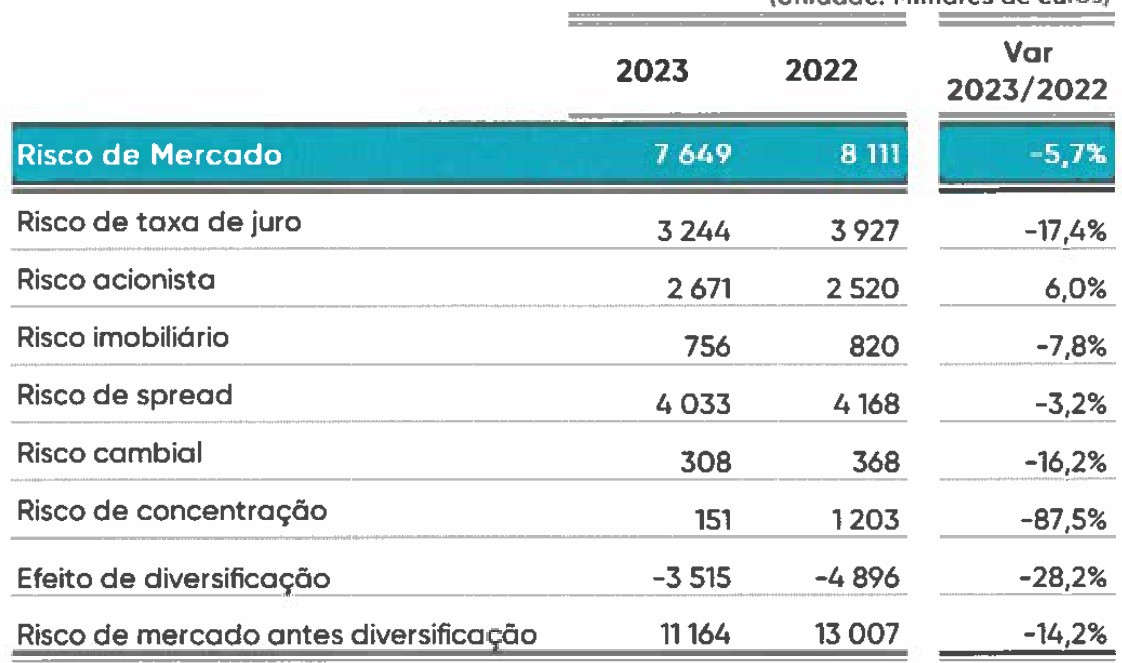 2023 2022 Var
2023/2022
Risco de Mercado 7 649 8 111 -5,7%
Risco de taxa de juro 3 244 3 927 -17,4%
Risco acionista 2 671 2 520 6,0%
Risco imobiliário 756 820 -7,8%
Risco de spread 4 033 4 168 -3,2%
Risco cambial 308 368 -16,2%
Risco de concentração 151 1 203 -87,5%
Efeito de diversificação -3 515 -4 896 -28,2%
Risco de mercado antes diversificação 11 164 13 007 -14,2%